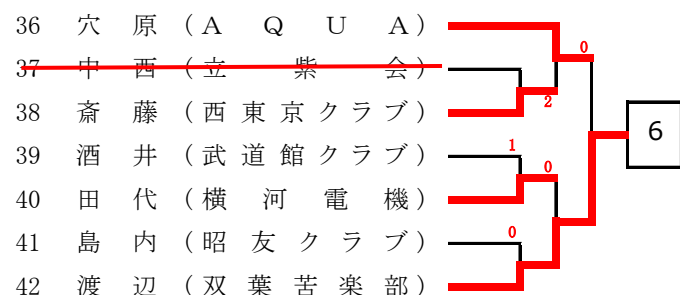 36 穴原(AQUA)
0
37 中西(立紫会)
38 斎藤(西東京クラブ)
2
6
39 酒井(武道館クラブ)
1
0
40 田代(横河電機)
41 島内(昭友クラブ)
0
42 渡辺(双葉苦楽部)